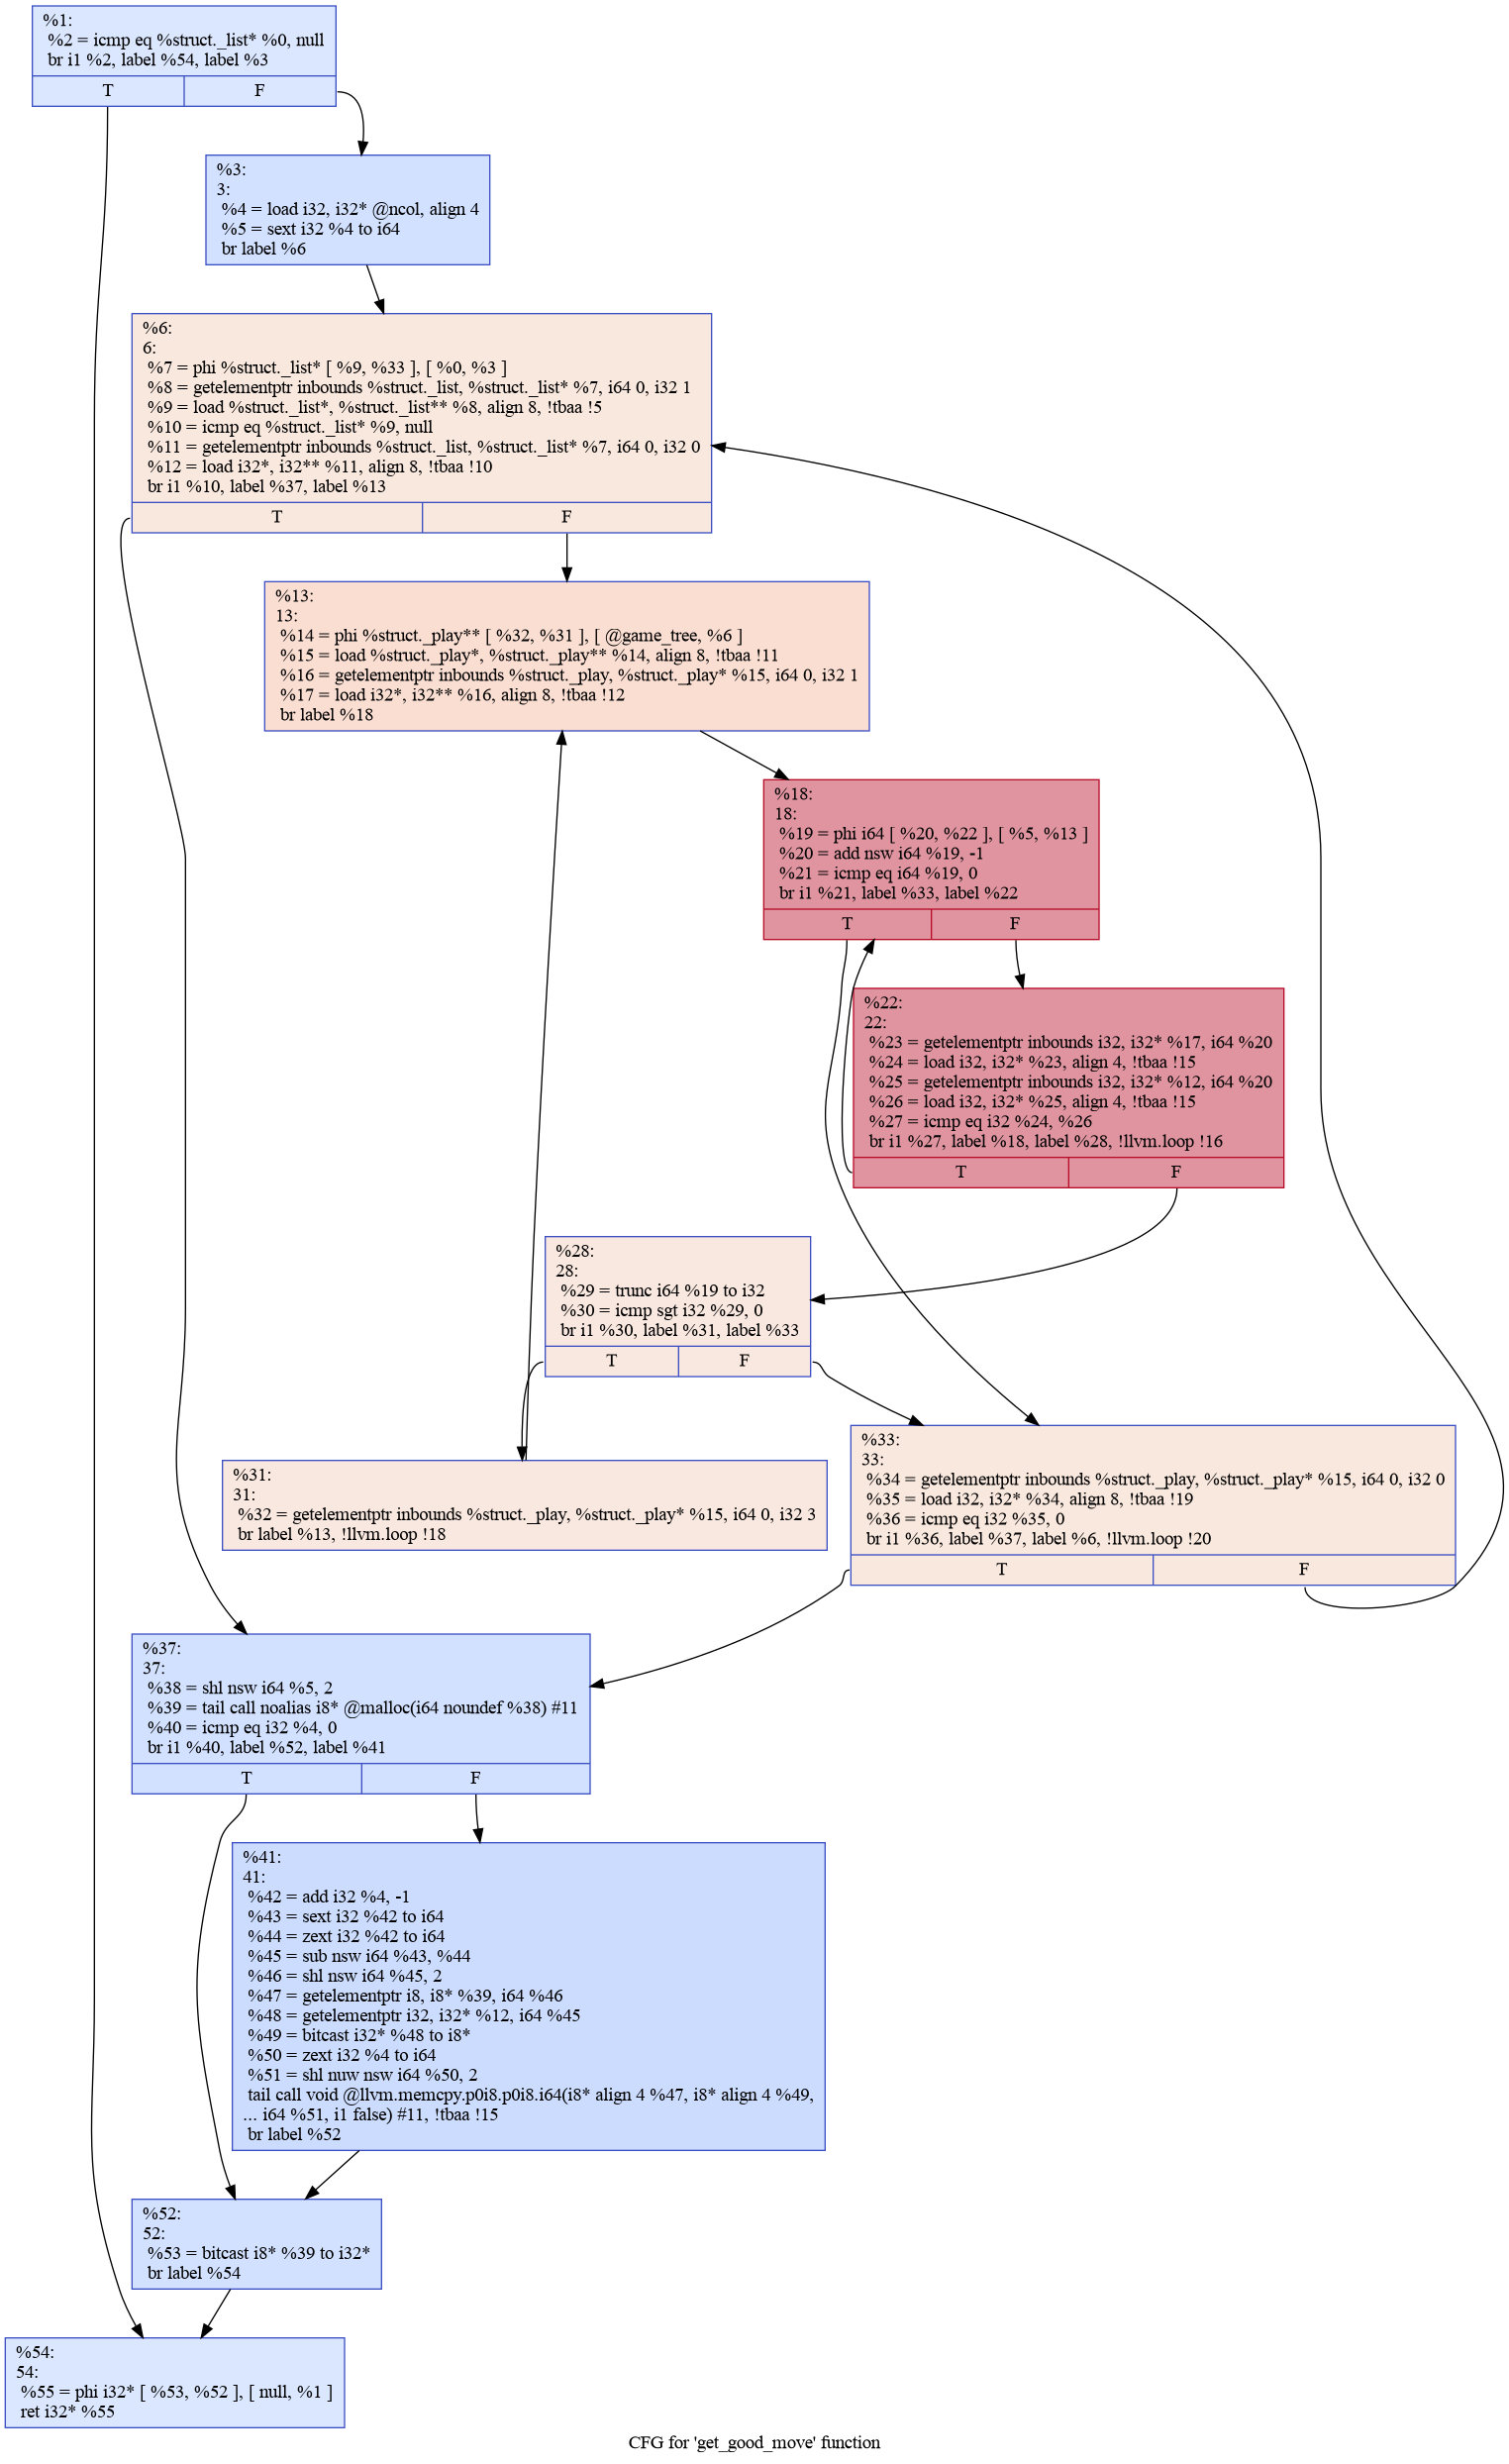 %1:
%2 = icmp eq %struct._list* %0, null
br i1 %2, label %54, label %3
T F
%3:
3:
%4 = load i32, i32* @ncol, align 4
%5 = sext i32 %4 to i64
br label %6
%6:
6:
%7 = phi %struct._list* [ %9, %33 ], [ %0, %3 ]
%8 = getelementptr inbounds %struct._list, %struct._list* %7, i64 0, i32 1
%9 = load %struct._list*, %struct._list** %8, align 8, !tbaa !5
%10 = icmp eq %struct._list* %9, null
%11 = getelementptr inbounds %struct._list, %struct._list* %7, i64 0, i32 0
%12 = load i32*, i32** %11, align 8, !tbaa !10
br i1 %10, label %37, label %13
T F
%13:
13:
%14 = phi %struct._play** [ %32, %31 ], [ @game_tree, %6 ]
%15 = load %struct._play*, %struct._play** %14, align 8, !tbaa !11
%16 = getelementptr inbounds %struct._play, %struct._play* %15, i64 0, i32 1
%17 = load i32*, i32** %16, align 8, !tbaa !12
br label %18
%18:
18:
%19 = phi i64 [ %20, %22 ], [ %5, %13 ]
%20 = add nsw i64 %19, -1
%21 = icmp eq i64 %19, 0
br i1 %21, label %33, label %22
T F
%22:
22:
%23 = getelementptr inbounds i32, i32* %17, i64 %20
%24 = load i32, i32* %23, align 4, !tbaa !15
%25 = getelementptr inbounds i32, i32* %12, i64 %20
%26 = load i32, i32* %25, align 4, !tbaa !15
%27 = icmp eq i32 %24, %26
br i1 %27, label %18, label %28, !llvm.loop !16
T F
%28:
28:
%29 = trunc i64 %19 to i32
%30 = icmp sgt i32 %29, 0
br i1 %30, label %31, label %33
T F
%31:
31:
%32 = getelementptr inbounds %struct._play, %struct._play* %15, i64 0, i32 3
br label %13, !llvm.loop !18
%33:
33:
%34 = getelementptr inbounds %struct._play, %struct._play* %15, i64 0, i32 0
%35 = load i32, i32* %34, align 8, !tbaa !19
%36 = icmp eq i32 %35, 0
br i1 %36, label %37, label %6, !llvm.loop !20
T F
%37:
37:
%38 = shl nsw i64 %5, 2
%39 = tail call noalias i8* @malloc(i64 noundef %38) #11
%40 = icmp eq i32 %4, 0
br i1 %40, label %52, label %41
T F
%41:
41:
%42 = add i32 %4, -1
%43 = sext i32 %42 to i64
%44 = zext i32 %42 to i64
%45 = sub nsw i64 %43, %44
%46 = shl nsw i64 %45, 2
%47 = getelementptr i8, i8* %39, i64 %46
%48 = getelementptr i32, i32* %12, i64 %45
%49 = bitcast i32* %48 to i8*
%50 = zext i32 %4 to i64
%51 = shl nuw nsw i64 %50, 2
tail call void @llvm.memcpy.p0i8.p0i8.i64(i8* align 4 %47, i8* align 4 %49,
... i64 %51, i1 false) #11, !tbaa !15
br label %52
%52:
52:
%53 = bitcast i8* %39 to i32*
br label %54
%54:
54:
%55 = phi i32* [ %53, %52 ], [ null, %1 ]
ret i32* %55
CFG for 'get_good_move' function